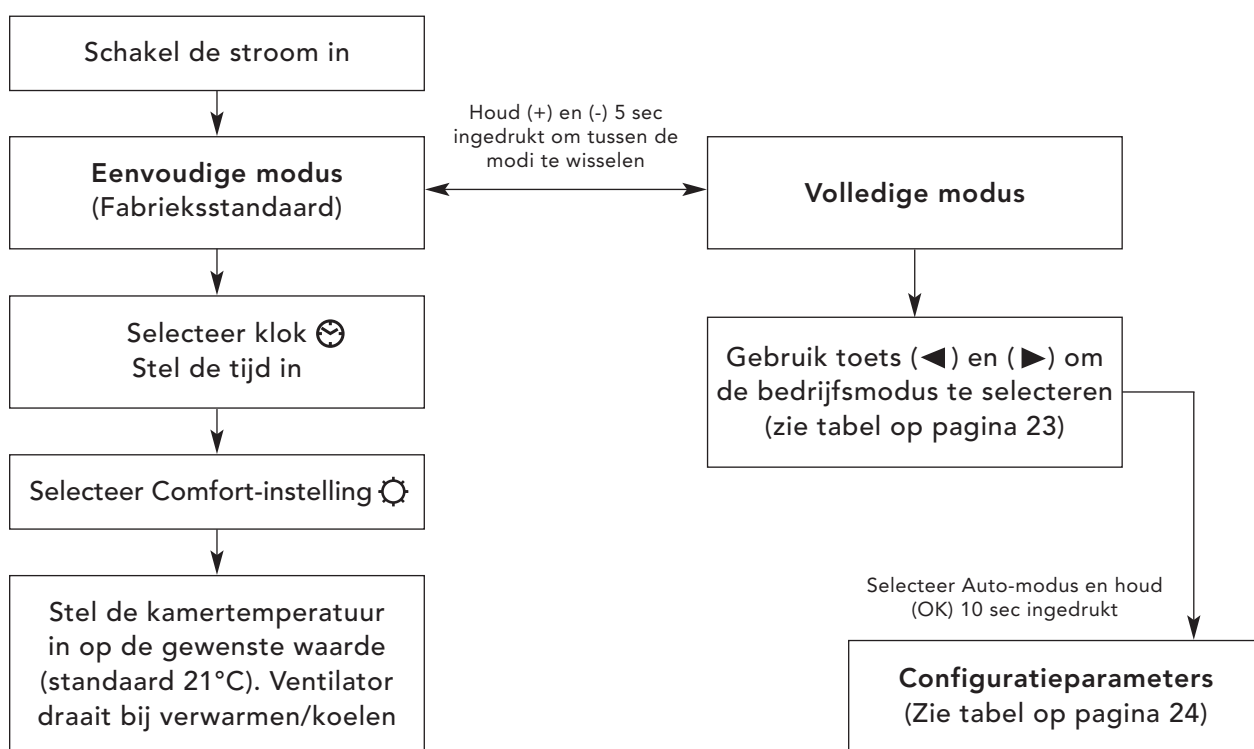 Schakel de stroom in
Houd (+) en (-) 5 sec
ingedrukt om tussen de
modi te wisselen
Eenvoudige modus
(Fabrieksstandaard)
Volledige modus
Selecteer klok
Stel de tijd in
Gebruik toets (◀) en (▶) om
de bedrijfsmodus te selecteren
(zie tabel op pagina 23)
Selecteer Comfort-instelling
Stel de kamertemperatuur
in op de gewenste waarde
(standaard 21°C). Ventilator
draait bij verwarmen/koelen
Selecteer Auto-modus en houd
(OK) 10 sec ingedrukt
Configuratieparameters
(Zie tabel op pagina 24)